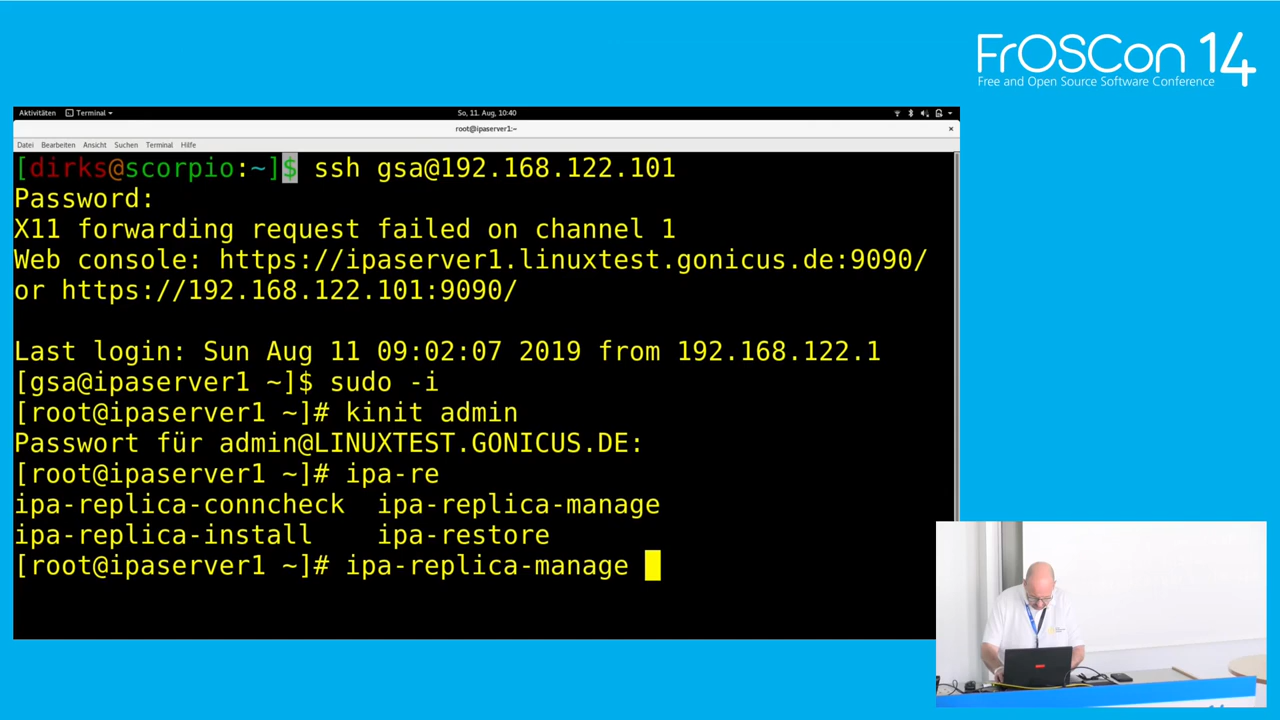 FrOSCon 14
Free and Open Source Software Conference
Aktivitäten Terminal So, 11. Aug, 10:40
root@ipaserver1:~ ×
Datei Bearbeiten Ansicht Suchen Terminal Hilfe
[dirks@scorpio:~]$ ssh gsa@192.168.122.101
Password:
X11 forwarding request failed on channel 1
Web console: https://ipaserver1.linuxtest.gonicus.de:9090/
or https://192.168.122.101:9090/
Last login: Sun Aug 11 09:02:07 2019 from 192.168.122.1
[gsa@ipaserver1 ~]$ sudo -i
[root@ipaserver1 ~]# kinit admin
Passwort für admin@LINUXTEST.GONICUS.DE:
[root@ipaserver1 ~]# ipa-re
ipa-replica-conncheck ipa-replica-manage
ipa-replica-install ipa-restore
[root@ipaserver1 ~]# ipa-replica-manage